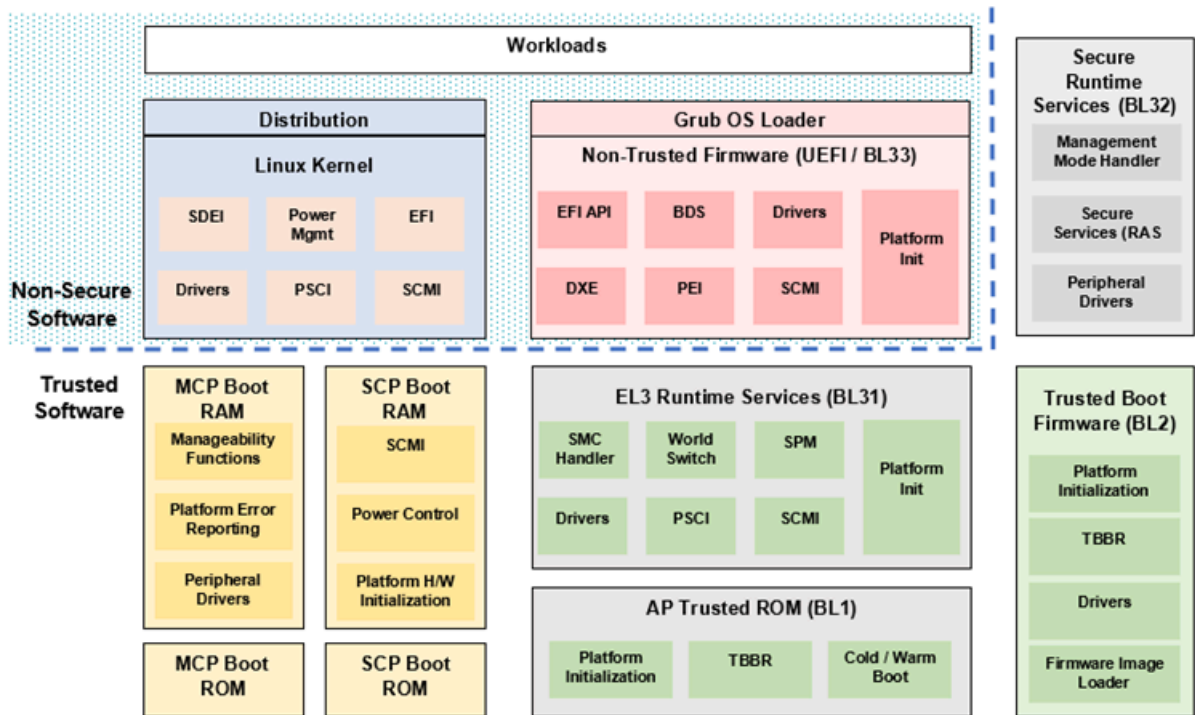 Workloads
Distribution
Linux Kernel
SDEI
Power
Mgmt
EFI
Drivers
PSCI
SCMI
Grub OS Loader
Non-Trusted Firmware (UEFI / BL33)
EFI API
BDS
Drivers
Platform
Init
DXE
PEI
SCMI
Secure
Runtime
Services (BL32)
Management
Mode Handler
Secure
Services (RAS
Peripheral
Drivers
Non-Secure
Software
Trusted
Software
MCP Boot
RAM
Manageability
Functions
Platform Error
Reporting
Peripheral
Drivers
SCP Boot
RAM
SCMI
Power Control
Platform H/W
Initialization
EL3 Runtime Services (BL31)
SMC
Handler
World
Switch
SPM
Platform
Init
Drivers
PSCI
SCMI
Trusted Boot
Firmware (BL2)
Platform
Initialization
TBBR
Drivers
Firmware Image
Loader
MCP Boot
ROM
SCP Boot
ROM
AP Trusted ROM (BL1)
Platform
Initialization
TBBR
Cold / Warm
Boot